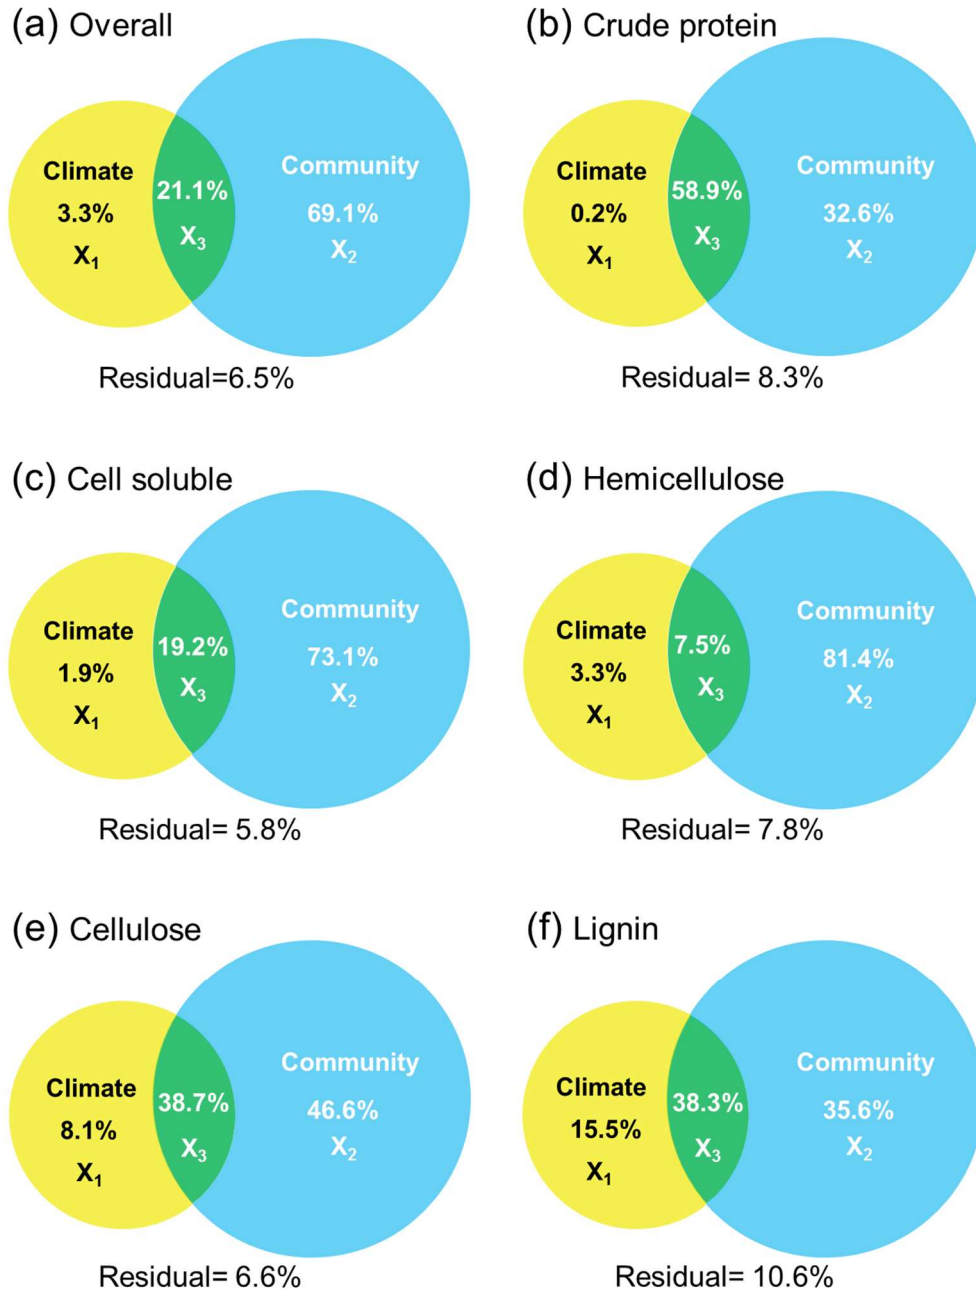 (a) Overall
Climate
3.3%
X₁
21.1%
X₃
Community
69.1%
X₂
Residual=6.5%
(b) Crude protein
Climate
0.2%
X₁
58.9%
X₃
Community
32.6%
X₂
Residual= 8.3%
(c) Cell soluble
Climate
1.9%
X₁
19.2%
X₃
Community
73.1%
X₂
Residual= 5.8%
(d) Hemicellulose
Climate
3.3%
X₁
7.5%
X₃
Community
81.4%
X₂
Residual= 7.8%
(e) Cellulose
Climate
8.1%
X₁
38.7%
X₃
Community
46.6%
X₂
Residual= 6.6%
(f) Lignin
Climate
15.5%
X₁
38.3%
X₃
Community
35.6%
X₂
Residual= 10.6%